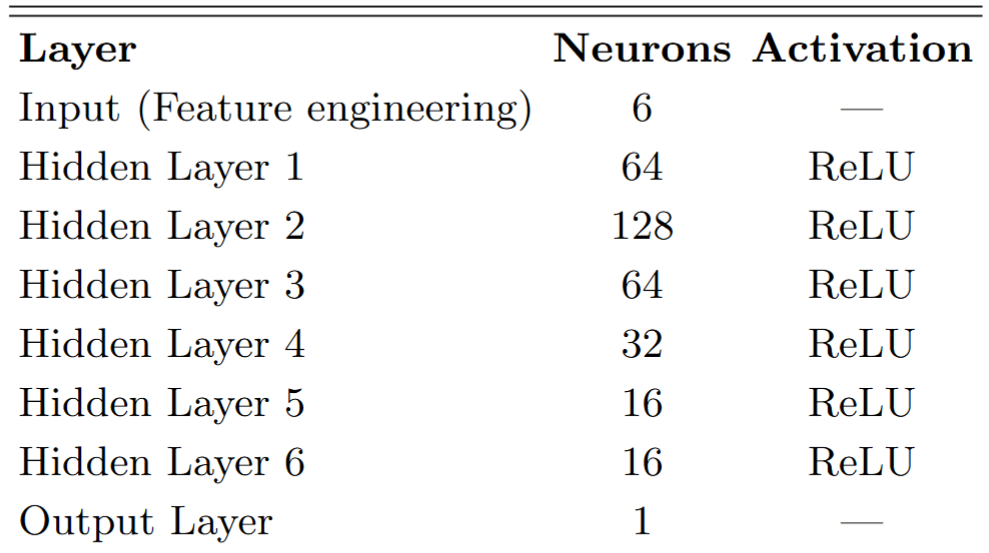 Layer Neurons Activation
Input (Feature engineering) 6 —
Hidden Layer 1 64 ReLU
Hidden Layer 2 128 ReLU
Hidden Layer 3 64 ReLU
Hidden Layer 4 32 ReLU
Hidden Layer 5 16 ReLU
Hidden Layer 6 16 ReLU
Output Layer 1 —